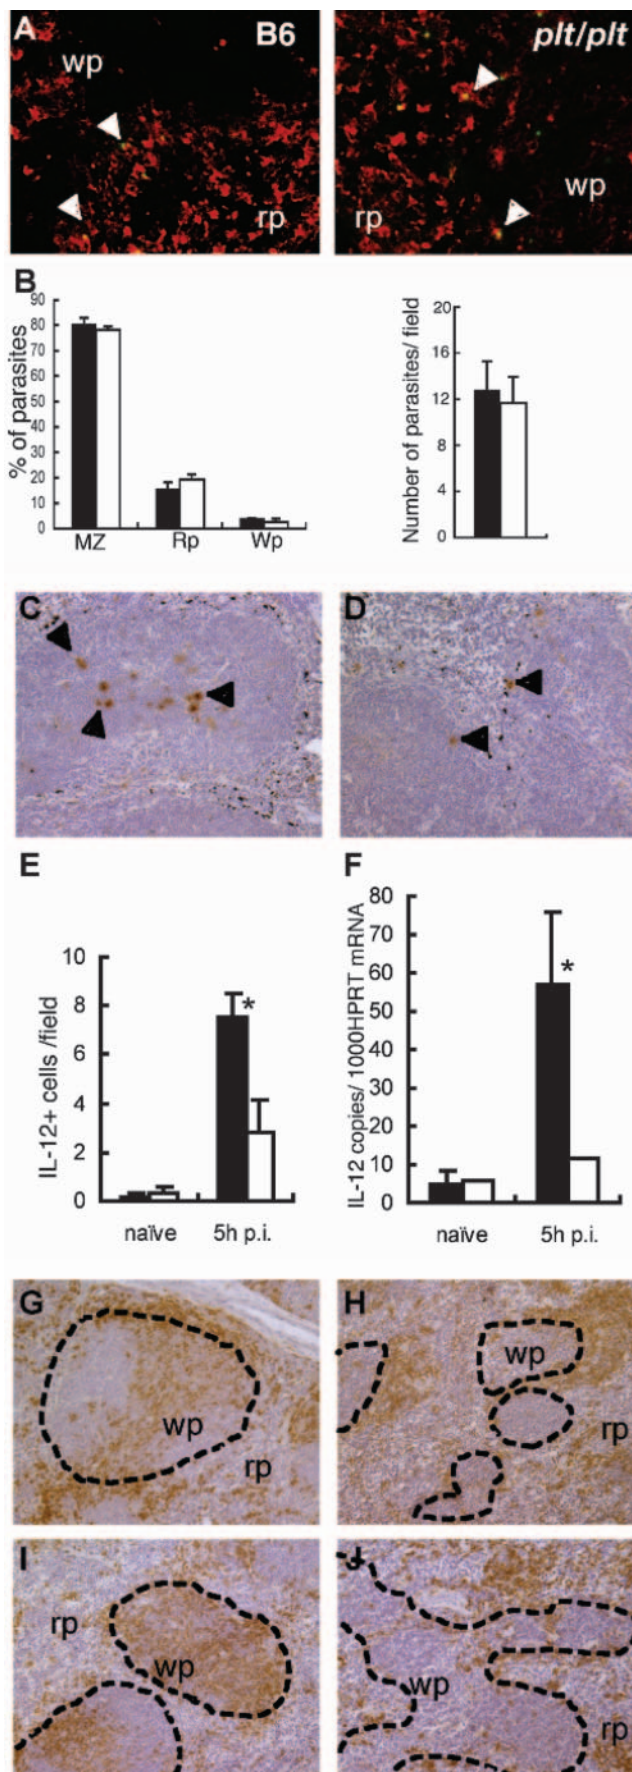 A
B6
wp
rp
plt/plt
rp
wp
B
% of parasites
90
80
70
60
50
40
30
20
10
0
MZ
Rp
Wp
Number of parasites/ field
20
16
12
8
4
0
C
D
E
IL-12+ cells /field
10
8
6
4
2
0
*
naïve
5h p.i.
F
IL-12 copies/ 1000HPRT mRNA
80
70
60
50
40
30
20
10
0
*
naïve
5h p.i.
G
wp
rp
H
wp
rp
I
rp
wp
J
wp
rp